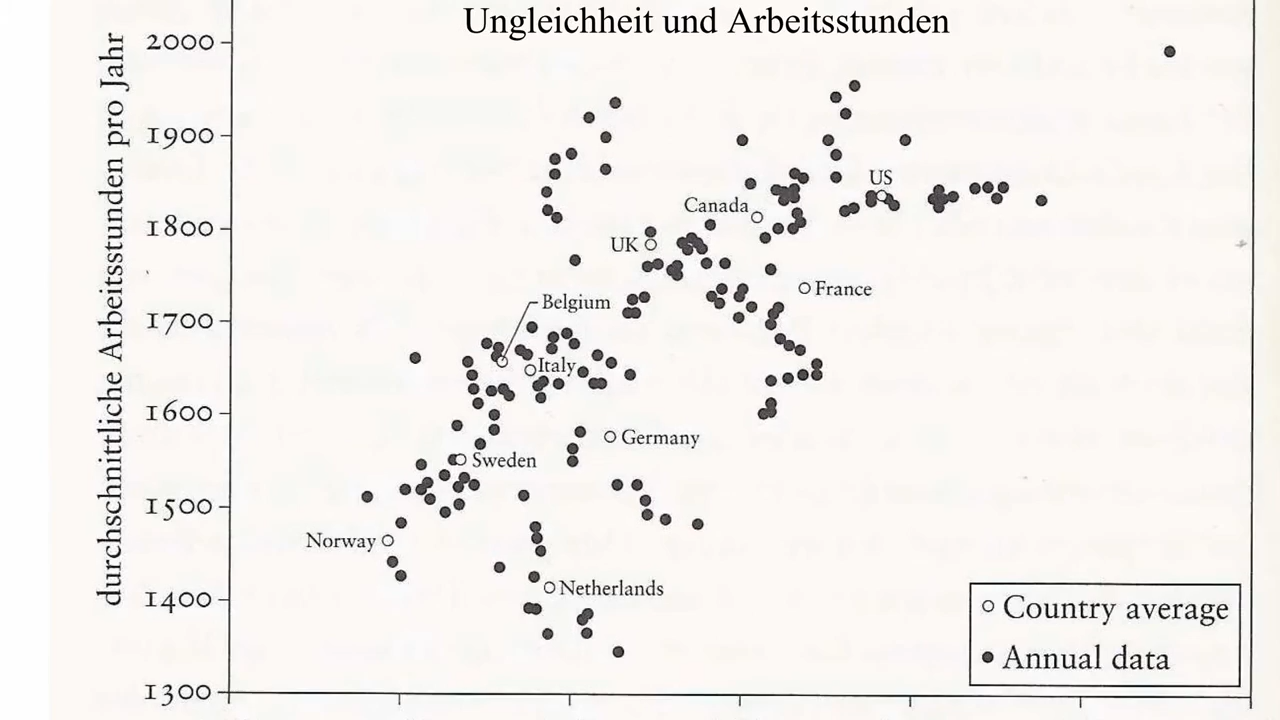 Ungleichheit und Arbeitsstunden
durchschnittliche Arbeitsstunden pro Jahr
2000
1900
1800
1700
1600
1500
1400
1300
US
Canada
UK
France
Belgium
Italy
Germany
Sweden
Norway
Netherlands
Country average
Annual data